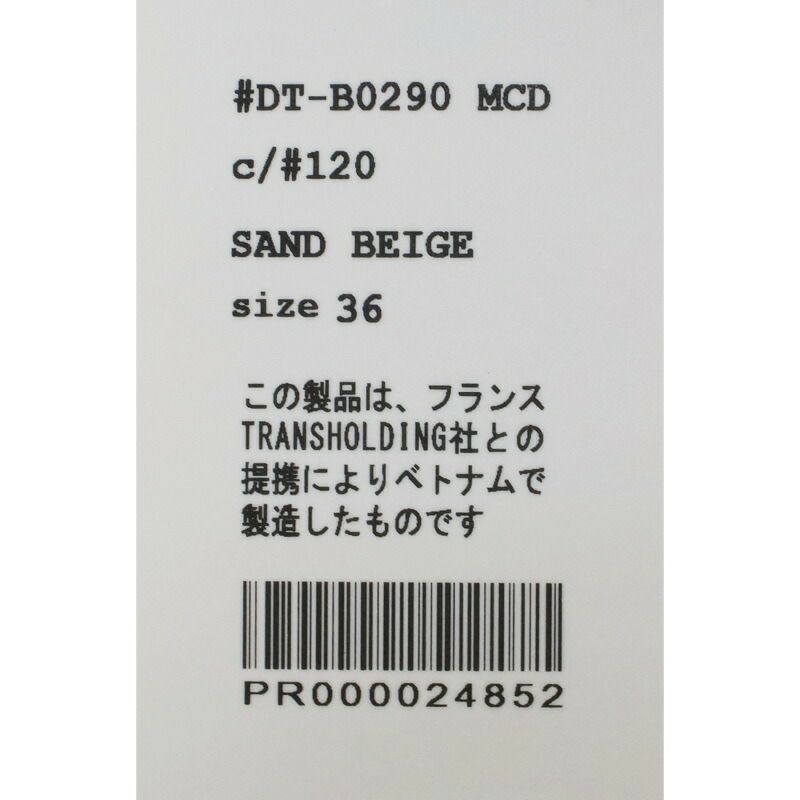 #DT-B0290 MCD
c/#120
SAND BEIGE
size 36
この製品は、フランス
TRANSHOLDING社との
提携によりベトナムで
製造したものです
PR000024852